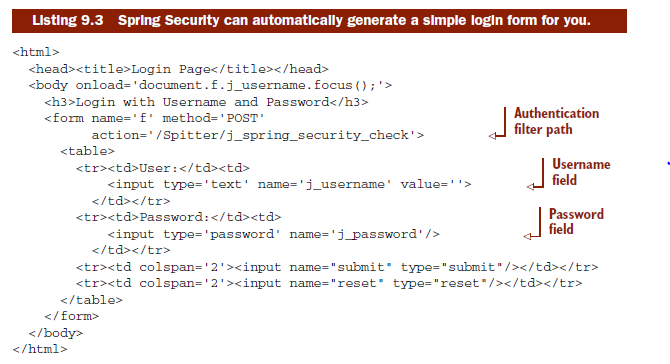 Listing 9.3 Spring Security can automatically generate a simple login form for you.
<html>
<head><title>Login Page</title></head>
<body onload='document.f.j_username.focus();'>
<h3>Login with Username and Password</h3>
<form name='f' method='POST'
action='/Spitter/j_spring_security_check'>
Authentication
filter path
<table>
<tr><td>User:</td><td>
<input type='text' name='j_username' value=''>
Username
field
</td></tr>
<tr><td>Password:</td><td>
<input type='password' name='j_password'/>
Password
field
</td></tr>
<tr><td colspan='2'><input name="submit" type="submit"/></td></tr>
<tr><td colspan='2'><input name="reset" type="reset"/></td></tr>
</table>
</form>
</body>
</html>